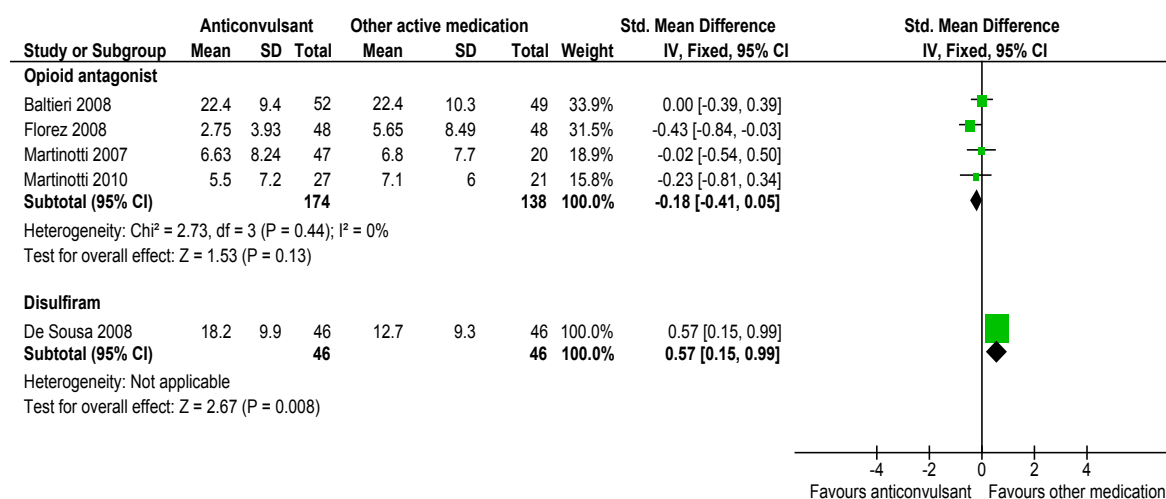 Anticonvulsant Other active medication Std. Mean Difference Std. Mean Difference
Study or Subgroup Mean SD Total Mean SD Total Weight IV, Fixed, 95% CI IV, Fixed, 95% CI
Opioid antagonist
Baltieri 2008 22.4 9.4 52 22.4 10.3 49 33.9% 0.00 [-0.39, 0.39]
Florez 2008 2.75 3.93 48 5.65 8.49 48 31.5% -0.43 [-0.84, -0.03]
Martinotti 2007 6.63 8.24 47 6.8 7.7 20 18.9% -0.02 [-0.54, 0.50]
Martinotti 2010 5.5 7.2 27 7.1 6 21 15.8% -0.23 [-0.81, 0.34]
Subtotal (95% CI) 174 138 100.0% -0.18 [-0.41, 0.05]
Heterogeneity: Chi² = 2.73, df = 3 (P = 0.44); I² = 0%
Test for overall effect: Z = 1.53 (P = 0.13)
Disulfiram
De Sousa 2008 18.2 9.9 46 12.7 9.3 46 100.0% 0.57 [0.15, 0.99]
Subtotal (95% CI) 46 46 100.0% 0.57 [0.15, 0.99]
Heterogeneity: Not applicable
Test for overall effect: Z = 2.67 (P = 0.008)
-4 -2 0 2 4
Favours anticonvulsant Favours other medication